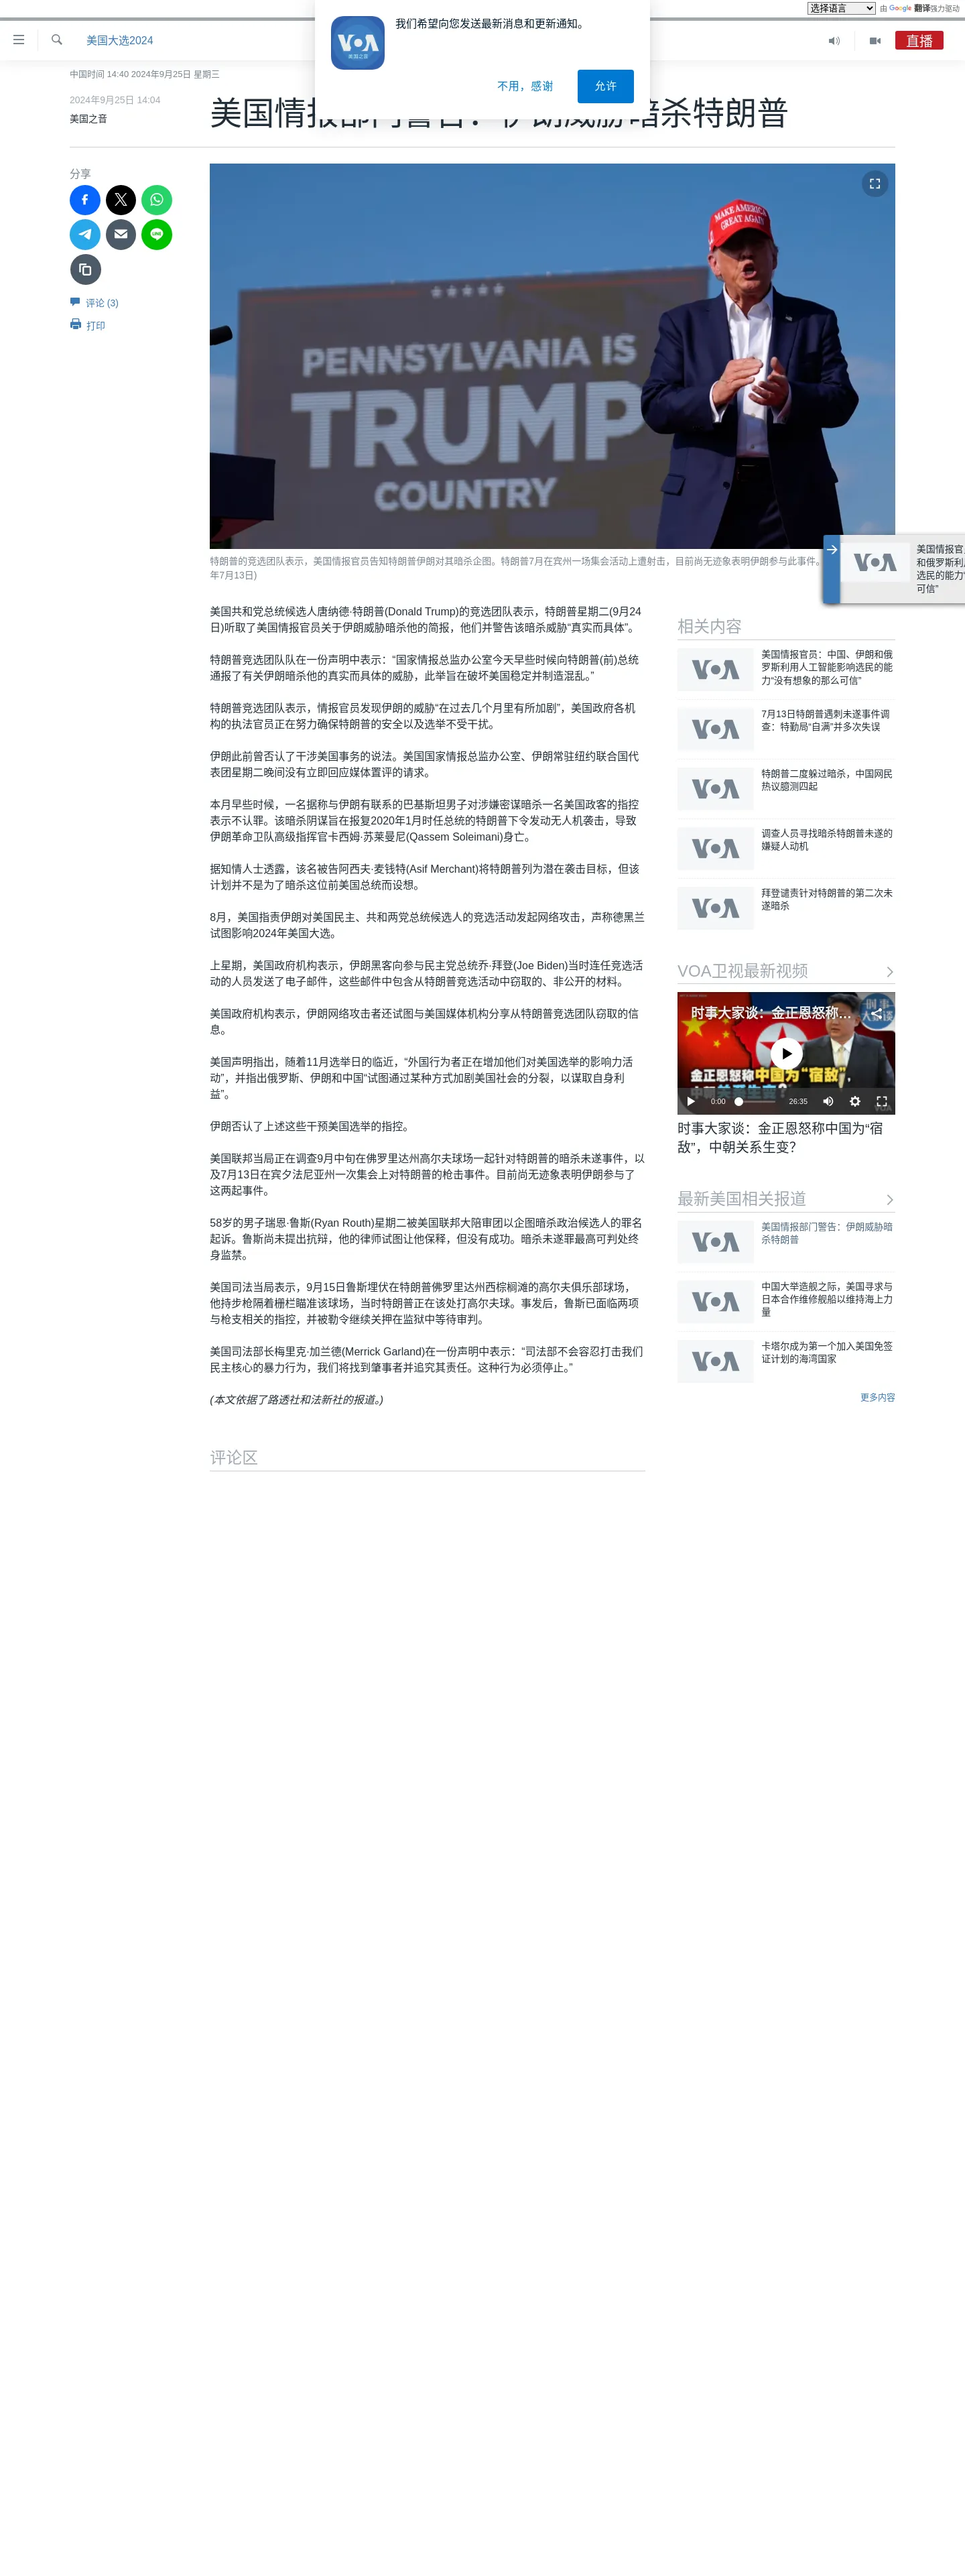 选择语言
由 Google 翻译强力驱动
我们希望向您发送最新消息和更新通知。
不用，感谢
允许
VOA
美国之音
美国大选2024
直播
中国时间 14:40 2024年9月25日 星期三
2024年9月25日 14:04
美国之音
美国情报部门警告：伊朗威胁暗杀特朗普
分享
评论 (3)
打印
MAKE AMERICA
GREAT AGAIN
PENNSYLVANIA IS
TRUMP
COUNTRY
特朗普的竞选团队表示，美国情报官员告知特朗普伊朗对其暗杀企图。特朗普7月在宾州一场集会活动上遭射击，目前尚无迹象表明伊朗参与此事件。
年7月13日)
美国情报官
和俄罗斯利
选民的能力
可信”
美国共和党总统候选人唐纳德·特朗普(Donald Trump)的竞选团队表示，特朗普星期二(9月24
日)听取了美国情报官员关于伊朗威胁暗杀他的简报，他们并警告该暗杀威胁“真实而具体”。
特朗普竞选团队队在一份声明中表示：“国家情报总监办公室今天早些时候向特朗普(前)总统
通报了有关伊朗暗杀他的真实而具体的威胁，此举旨在破坏美国稳定并制造混乱。”
特朗普竞选团队表示，情报官员发现伊朗的威胁“在过去几个月里有所加剧”，美国政府各机
构的执法官员正在努力确保特朗普的安全以及选举不受干扰。
伊朗此前曾否认了干涉美国事务的说法。美国国家情报总监办公室、伊朗常驻纽约联合国代
表团星期二晚间没有立即回应媒体置评的请求。
本月早些时候，一名据称与伊朗有联系的巴基斯坦男子对涉嫌密谋暗杀一名美国政客的指控
表示不认罪。该暗杀阴谋旨在报复2020年1月时任总统的特朗普下令发动无人机袭击，导致
伊朗革命卫队高级指挥官卡西姆·苏莱曼尼(Qassem Soleimani)身亡。
据知情人士透露，该名被告阿西夫·麦钱特(Asif Merchant)将特朗普列为潜在袭击目标，但该
计划并不是为了暗杀这位前美国总统而设想。
8月，美国指责伊朗对美国民主、共和两党总统候选人的竞选活动发起网络攻击，声称德黑兰
试图影响2024年美国大选。
上星期，美国政府机构表示，伊朗黑客向参与民主党总统乔·拜登(Joe Biden)当时连任竞选活
动的人员发送了电子邮件，这些邮件中包含从特朗普竞选活动中窃取的、非公开的材料。
美国政府机构表示，伊朗网络攻击者还试图与美国媒体机构分享从特朗普竞选团队窃取的信
息。
美国声明指出，随着11月选举日的临近，“外国行为者正在增加他们对美国选举的影响力活
动”，并指出俄罗斯、伊朗和中国“试图通过某种方式加剧美国社会的分裂，以谋取自身利
益”。
伊朗否认了上述这些干预美国选举的指控。
美国联邦当局正在调查9月中旬在佛罗里达州高尔夫球场一起针对特朗普的暗杀未遂事件，以
及7月13日在宾夕法尼亚州一次集会上对特朗普的枪击事件。目前尚无迹象表明伊朗参与了
这两起事件。
58岁的男子瑞恩·鲁斯(Ryan Routh)星期二被美国联邦大陪审团以企图暗杀政治候选人的罪名
起诉。鲁斯尚未提出抗辩，他的律师试图让他保释，但没有成功。暗杀未遂罪最高可判处终
身监禁。
美国司法当局表示，9月15日鲁斯埋伏在特朗普佛罗里达州西棕榈滩的高尔夫俱乐部球场，
他持步枪隔着栅栏瞄准该球场，当时特朗普正在该处打高尔夫球。事发后，鲁斯已面临两项
与枪支相关的指控，并被勒令继续关押在监狱中等待审判。
美国司法部长梅里克·加兰德(Merrick Garland)在一份声明中表示：“司法部不会容忍打击我们
民主核心的暴力行为，我们将找到肇事者并追究其责任。这种行为必须停止。”
(本文依据了路透社和法新社的报道。)
评论区
相关内容
VOA
美国情报官员：中国、伊朗和俄
罗斯利用人工智能影响选民的能
力“没有想象的那么可信”
VOA
7月13日特朗普遇刺未遂事件调
查：特勤局“自满”并多次失误
VOA
特朗普二度躲过暗杀，中国网民
热议臆测四起
VOA
调查人员寻找暗杀特朗普未遂的
嫌疑人动机
VOA
拜登谴责针对特朗普的第二次未
遂暗杀
VOA卫视最新视频
时事大家谈：金正恩怒称…
金正恩怒称中国为“宿敌”，
中朝关系生变？
0:00
26:35
时事大家谈：金正恩怒称中国为“宿
敌”，中朝关系生变？
最新美国相关报道
VOA
美国情报部门警告：伊朗威胁暗
杀特朗普
VOA
中国大举造舰之际，美国寻求与
日本合作维修舰船以维持海上力
量
VOA
卡塔尔成为第一个加入美国免签
证计划的海湾国家
更多内容